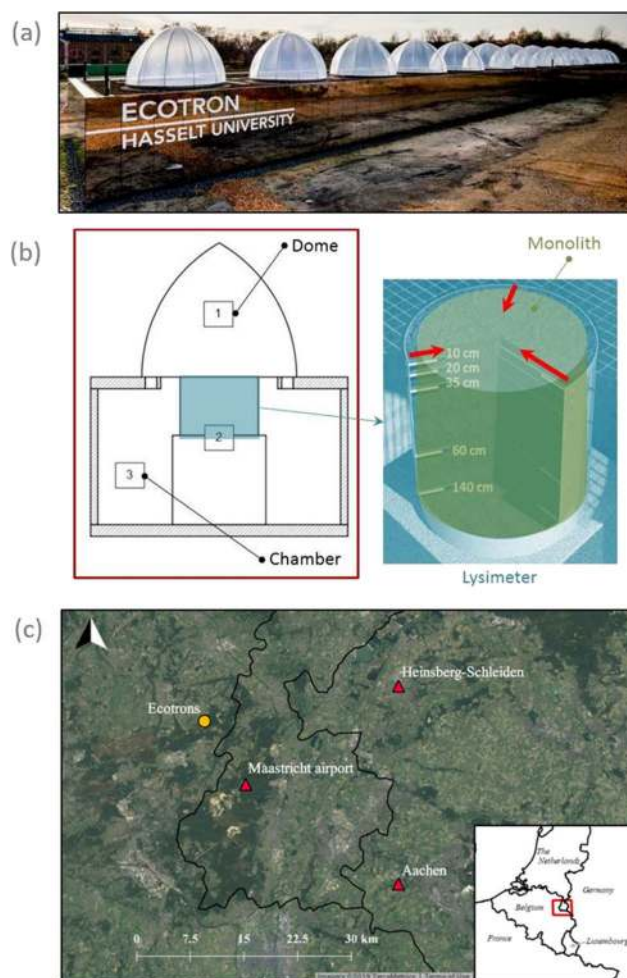 (a)
ECOTRON
HASSELT UNIVERSITY
(b)
Dome
1
2
3
Chamber
Monolith
10 cm
20 cm
35 cm
60 cm
140 cm
Lysimeter
(c)
Heinsberg-Schleiden
Ecotrons
Maastricht airport
Aachen
0 7.5 15 22.5 30 km
The
Netherlands
Germany
Belgium
France
Luxembourg